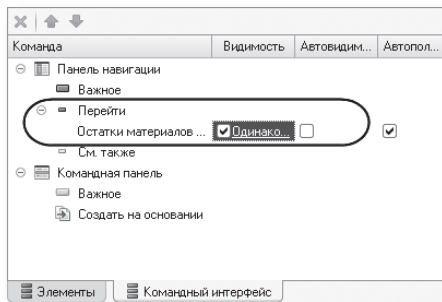 Команда Видимость Автовидим... Автопол...
Панель навигации
Важное
Перейти
Остатки материалов ... Одинако...
См. также
Командная панель
Важное
Создать на основании
Элементы Командный интерфейс